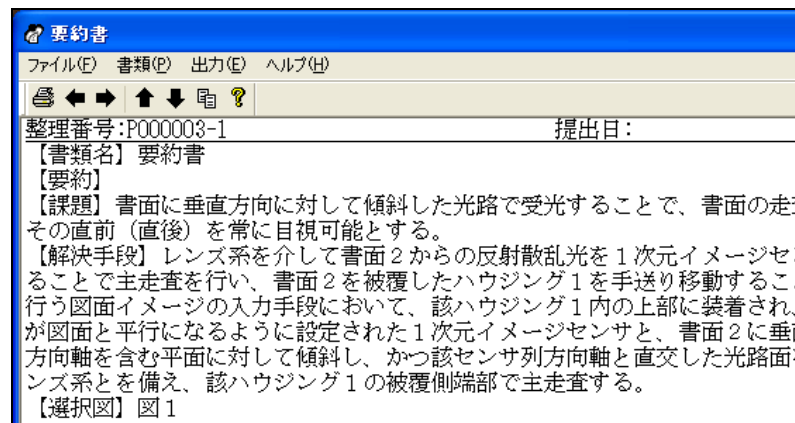 要約書
ファイル(F) 書類(P) 出力(E) ヘルプ(H)
整理番号:P000003-1 提出日:
【書類名】要約書
【要約】
【課題】書面に垂直方向に対して傾斜した光路で受光することで、書面の走
その直前（直後）を常に目視可能とする。
【解決手段】レンズ系を介して書面２からの反射散乱光を１次元イメージセ
ることで主走査を行い、書面２を被覆したハウジング１を手送り移動するこ
行う図面イメージの入力手段において、該ハウジング１内の上部に装着され、
が図面と平行になるように設定された１次元イメージセンサと、書面２に垂
方向軸を含む平面に対して傾斜し、かつ該センサ列方向軸と直交した光路面
ンズ系とを備え、該ハウジング１の被覆側端部で主走査する。
【選択図】図１